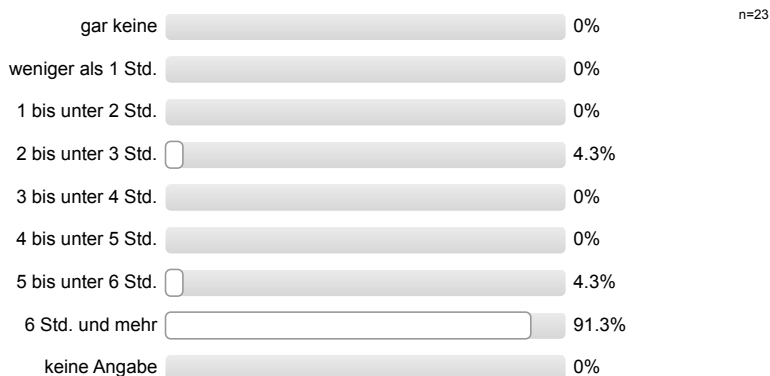 n=23
gar keine 0%
weniger als 1 Std. 0%
1 bis unter 2 Std. 0%
2 bis unter 3 Std. 4.3%
3 bis unter 4 Std. 0%
4 bis unter 5 Std. 0%
5 bis unter 6 Std. 4.3%
6 Std. und mehr 91.3%
keine Angabe 0%